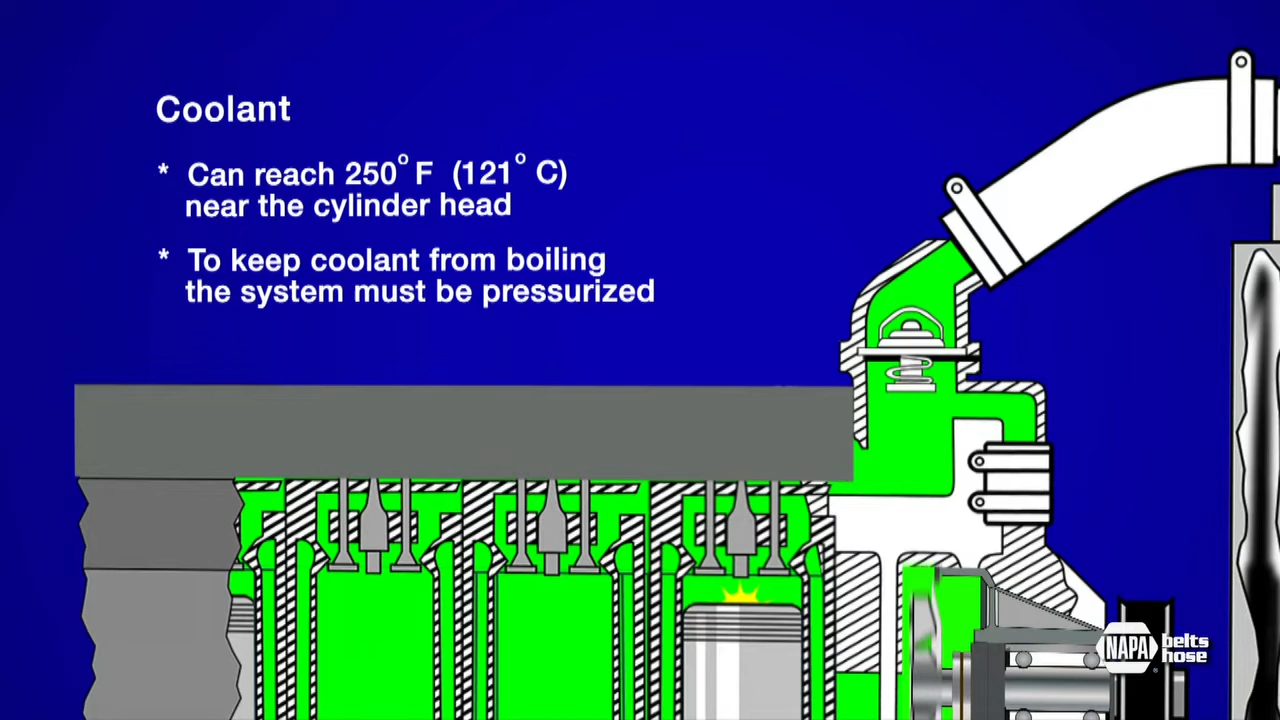 Coolant
* Can reach 250° F (121° C)
near the cylinder head
* To keep coolant from boiling
the system must be pressurized
NAPA
belts
hose